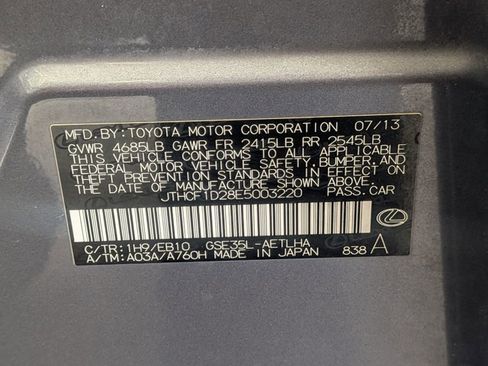 MFD.BY:TOYOTA MOTOR CORPORATION 07/13
GVWR 4685LB GAWR FR 2415LB RR 2545LB
THIS VEHICLE CONFORMS TO ALL APPLICABLE
FEDERAL MOTOR VEHICLE SAFETY,BUMPER,AND
THEFT PREVENTION STANDARDS IN EFFECT ON
THE DATE OF MANUFACTURE SHOWN ABOVE.
JTHCF1D28E5003220 PASS.CAR
C/TR:1H9/EB10 GSE35L-AETLHA
A/TM:A03A/A760H MADE IN JAPAN 838 A